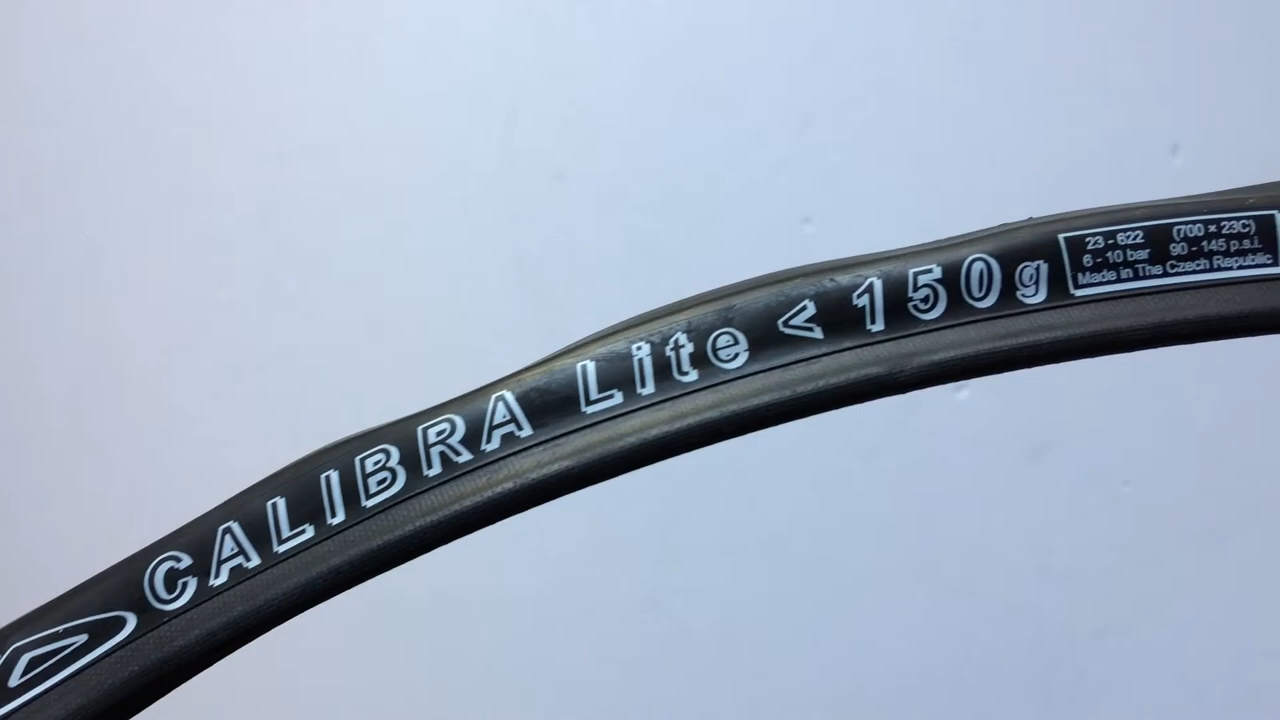 CALIBRA Lite < 150g
23 - 622 (700 × 23C)
6 - 10 bar 90 - 145 p.s.i.
Made in The Czech Republic